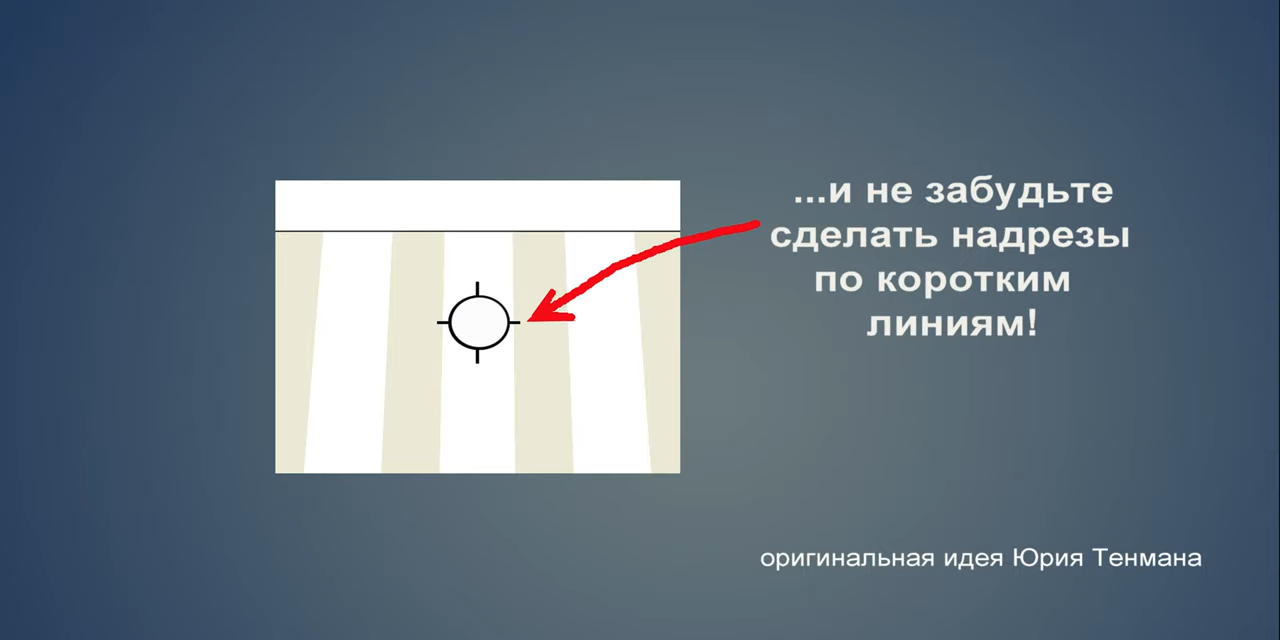 ...и не забудьте
сделать надрезы
по коротким
линиям!
оригинальная идея Юрия Тенмана